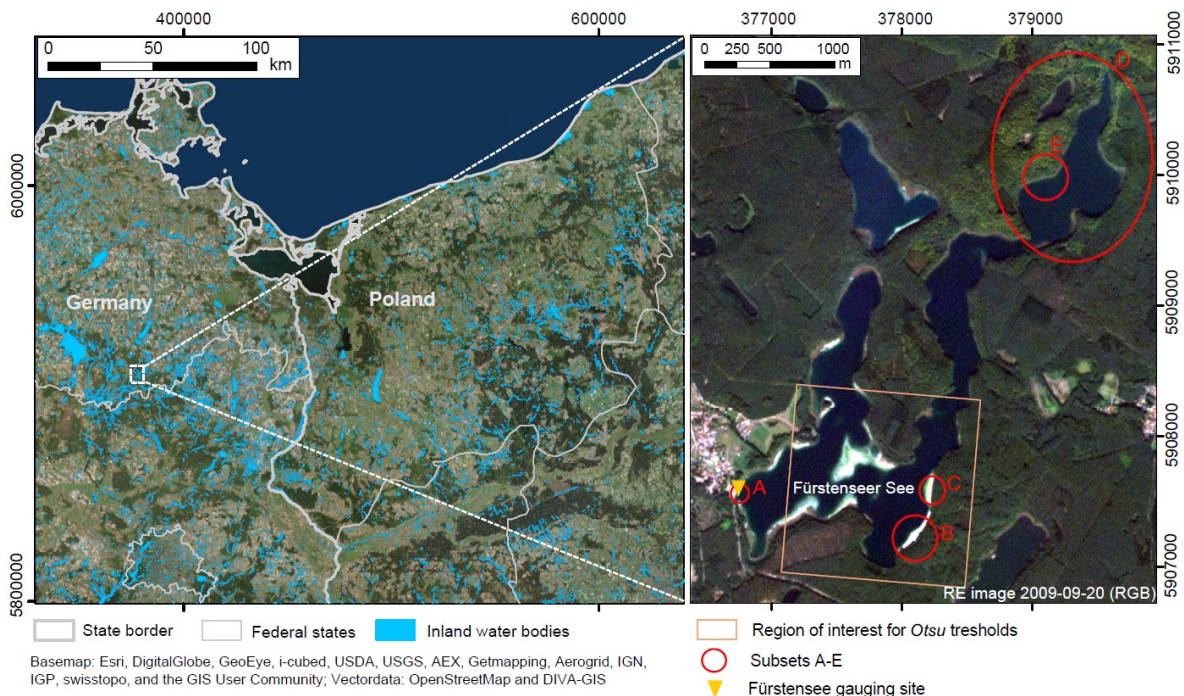 400000
600000
377000
378000
379000
0 50 100
km
0 250 500 1000
m
6000000
5800000
5911000
5910000
5909000
5908000
5907000
Germany
Poland
D
E
A
Fürstenseer See
C
B
RE image 2009-09-20 (RGB)
State border
Federal states
Inland water bodies
Basemap: Esri, DigitalGlobe, GeoEye, i-cubed, USDA, USGS, AEX, Getmapping, Aerogrid, IGN,
IGP, swisstopo, and the GIS User Community; Vectordata: OpenStreetMap and DIVA-GIS
Region of interest for Otsu tresholds
Subsets A-E
Fürstensee gauging site